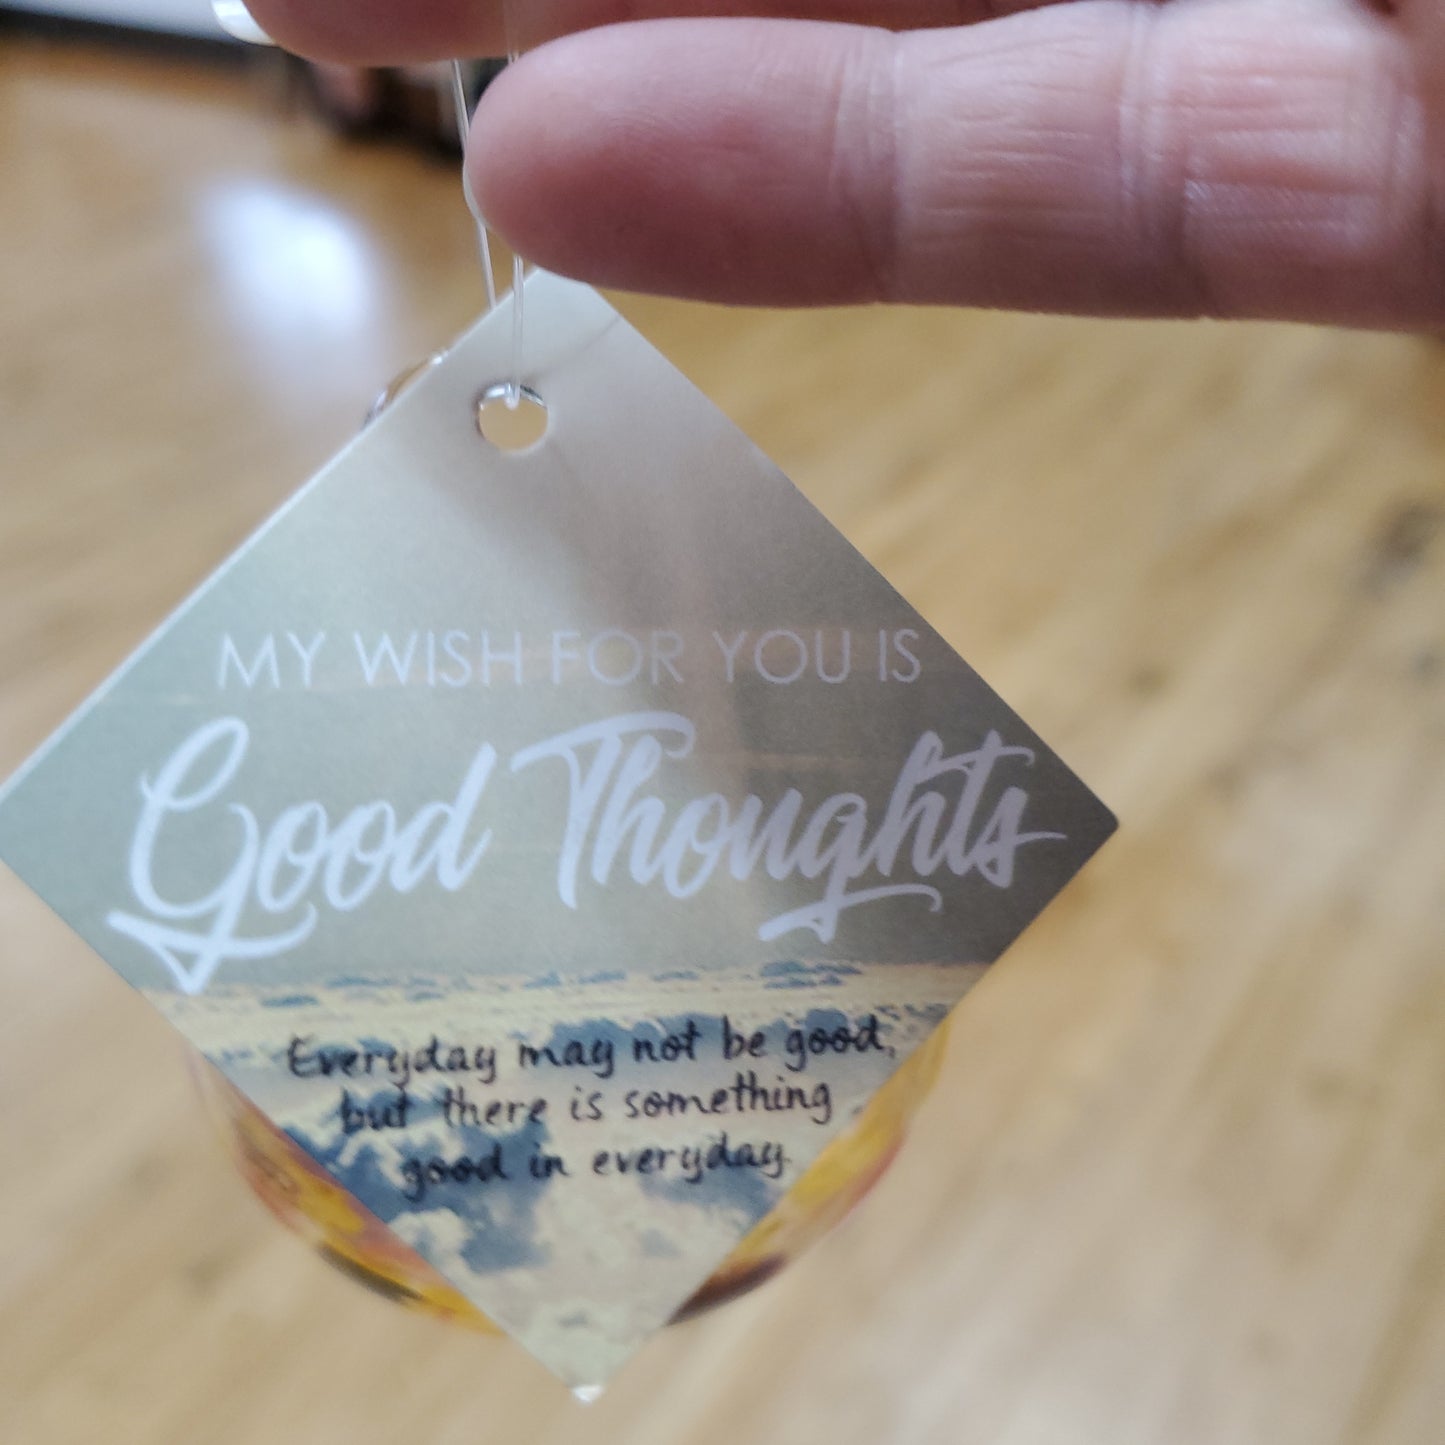 MY WISH FOR YOU IS
Good Thoughts
Everyday may not be good,
but there is something
good in everyday.